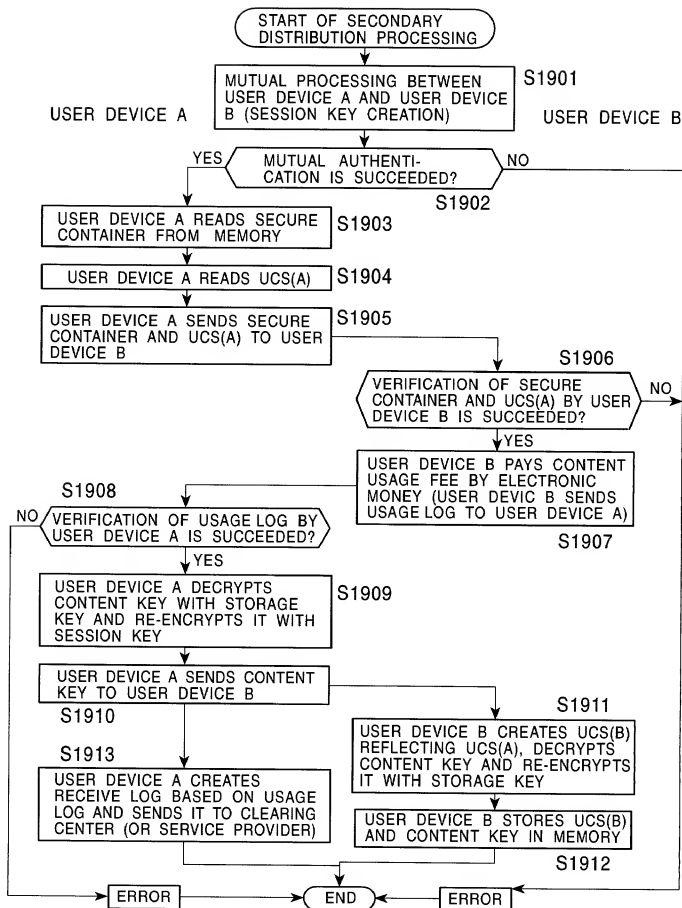 START OF SECONDARY
DISTRIBUTION PROCESSING
MUTUAL PROCESSING BETWEEN
USER DEVICE A AND USER DEVICE
B (SESSION KEY CREATION)
S1901
USER DEVICE A
USER DEVICE B
YES
MUTUAL AUTHENTI-
CATION IS SUCCEEDED?
NO
S1902
USER DEVICE A READS SECURE
CONTAINER FROM MEMORY
S1903
USER DEVICE A READS UCS(A)
S1904
USER DEVICE A SENDS SECURE
CONTAINER AND UCS(A) TO USER
DEVICE B
S1905
S1906
VERIFICATION OF SECURE
CONTAINER AND UCS(A) BY USER
DEVICE B IS SUCCEEDED?
NO
YES
USER DEVICE B PAYS CONTENT
USAGE FEE BY ELECTRONIC
MONEY (USER DEVIC B SENDS
USAGE LOG TO USER DEVICE A)
S1907
S1908
NO
VERIFICATION OF USAGE LOG BY
USER DEVICE A IS SUCCEEDED?
YES
USER DEVICE A DECRYPTS
CONTENT KEY WITH STORAGE
KEY AND RE-ENCRYPTS IT WITH
SESSION KEY
S1909
USER DEVICE A SENDS CONTENT
KEY TO USER DEVICE B
S1910
S1911
USER DEVICE B CREATES UCS(B)
REFLECTING UCS(A), DECRYPTS
CONTENT KEY AND RE-ENCRYPTS
IT WITH STORAGE KEY
S1913
USER DEVICE A CREATES
RECEIVE LOG BASED ON USAGE
LOG AND SENDS IT TO CLEARING
CENTER (OR SERVICE PROVIDER)
USER DEVICE B STORES UCS(B)
AND CONTENT KEY IN MEMORY
S1912
ERROR
END
ERROR